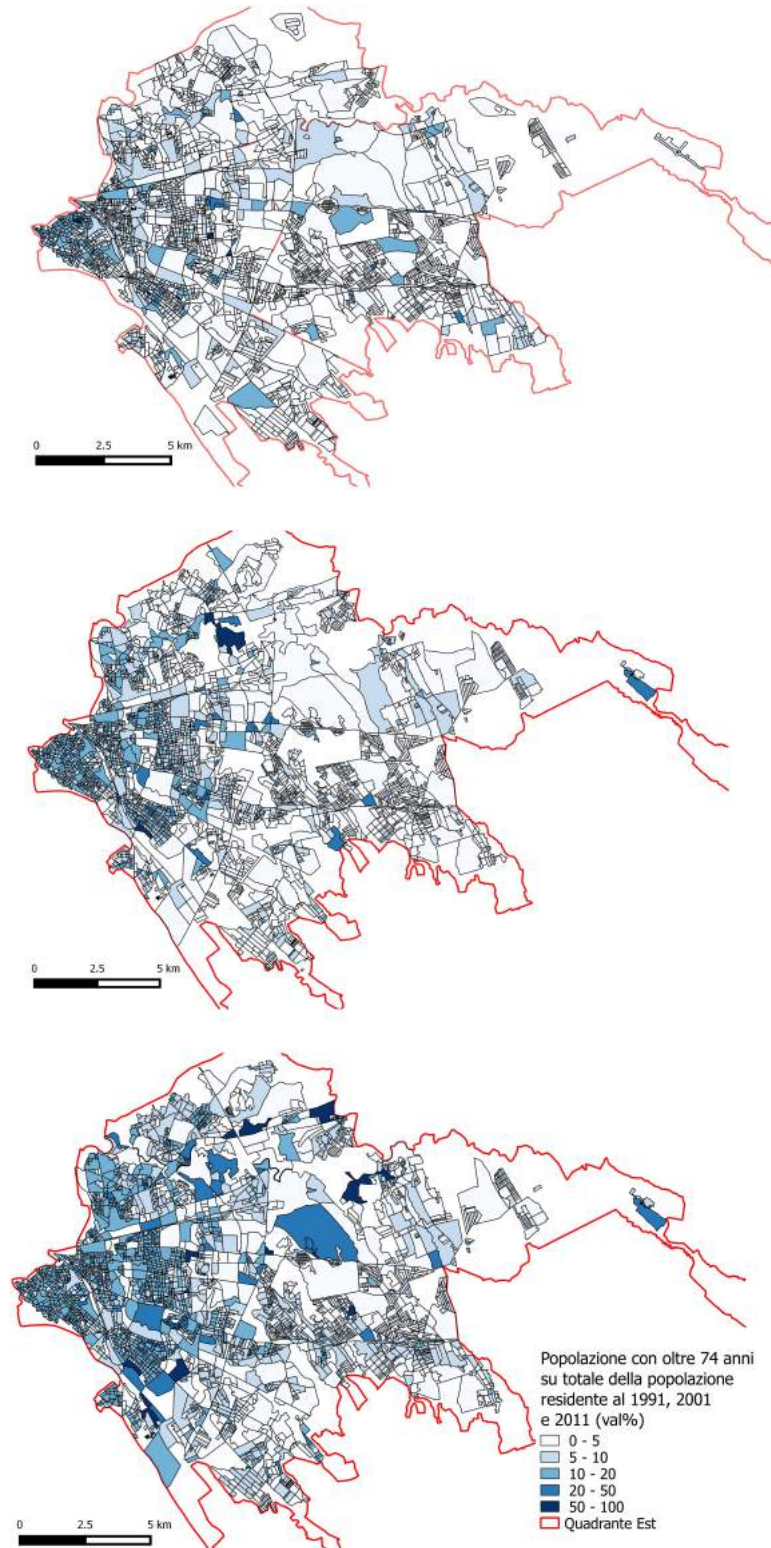 0 2.5 5 km
0 2.5 5 km
Popolazione con oltre 74 anni
su totale della popolazione
residente al 1991, 2001
e 2011 (val%)
0 - 5
5 - 10
10 - 20
20 - 50
50 - 100
Quadrante Est
0 2.5 5 km